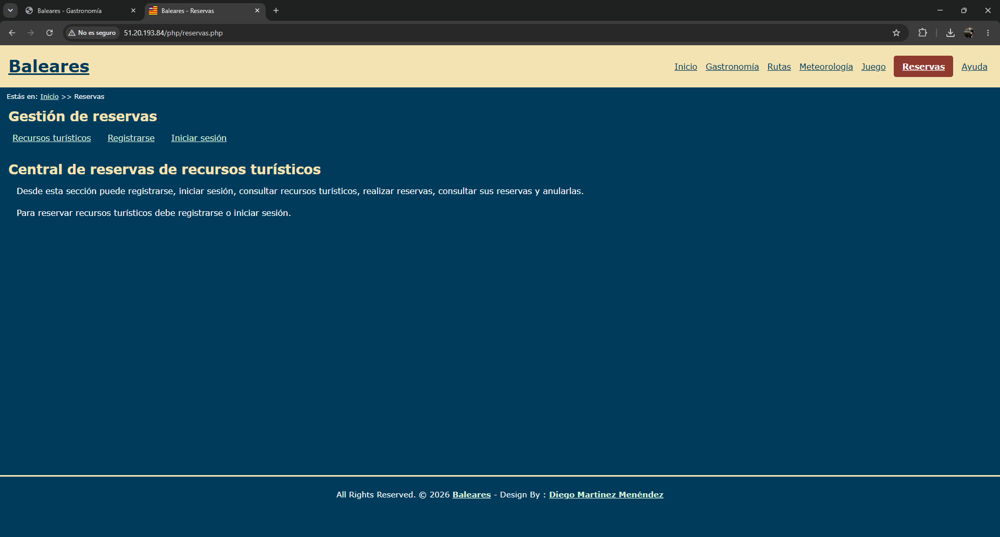 Baleares - Gastronomía
Baleares - Reservas
No es seguro 51.20.193.84/php/reservas.php
Baleares
Inicio Gastronomía Rutas Meteorología Juego Reservas Ayuda
Estás en: Inicio >> Reservas
Gestión de reservas
Recursos turísticos Registrarse Iniciar sesión
Central de reservas de recursos turísticos
Desde esta sección puede registrarse, iniciar sesión, consultar recursos turísticos, realizar reservas, consultar sus reservas y anularlas.
Para reservar recursos turísticos debe registrarse o iniciar sesión.
All Rights Reserved. © 2026 Baleares - Design By : Diego Martinez Menéndez